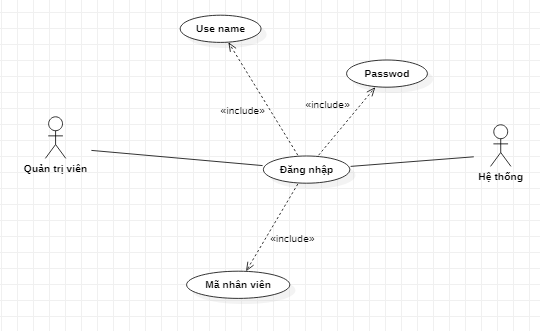 Use name
Passwod
«include»
«include»
Quản trị viên
Đăng nhập
Hệ thống
«include»
Mã nhân viên